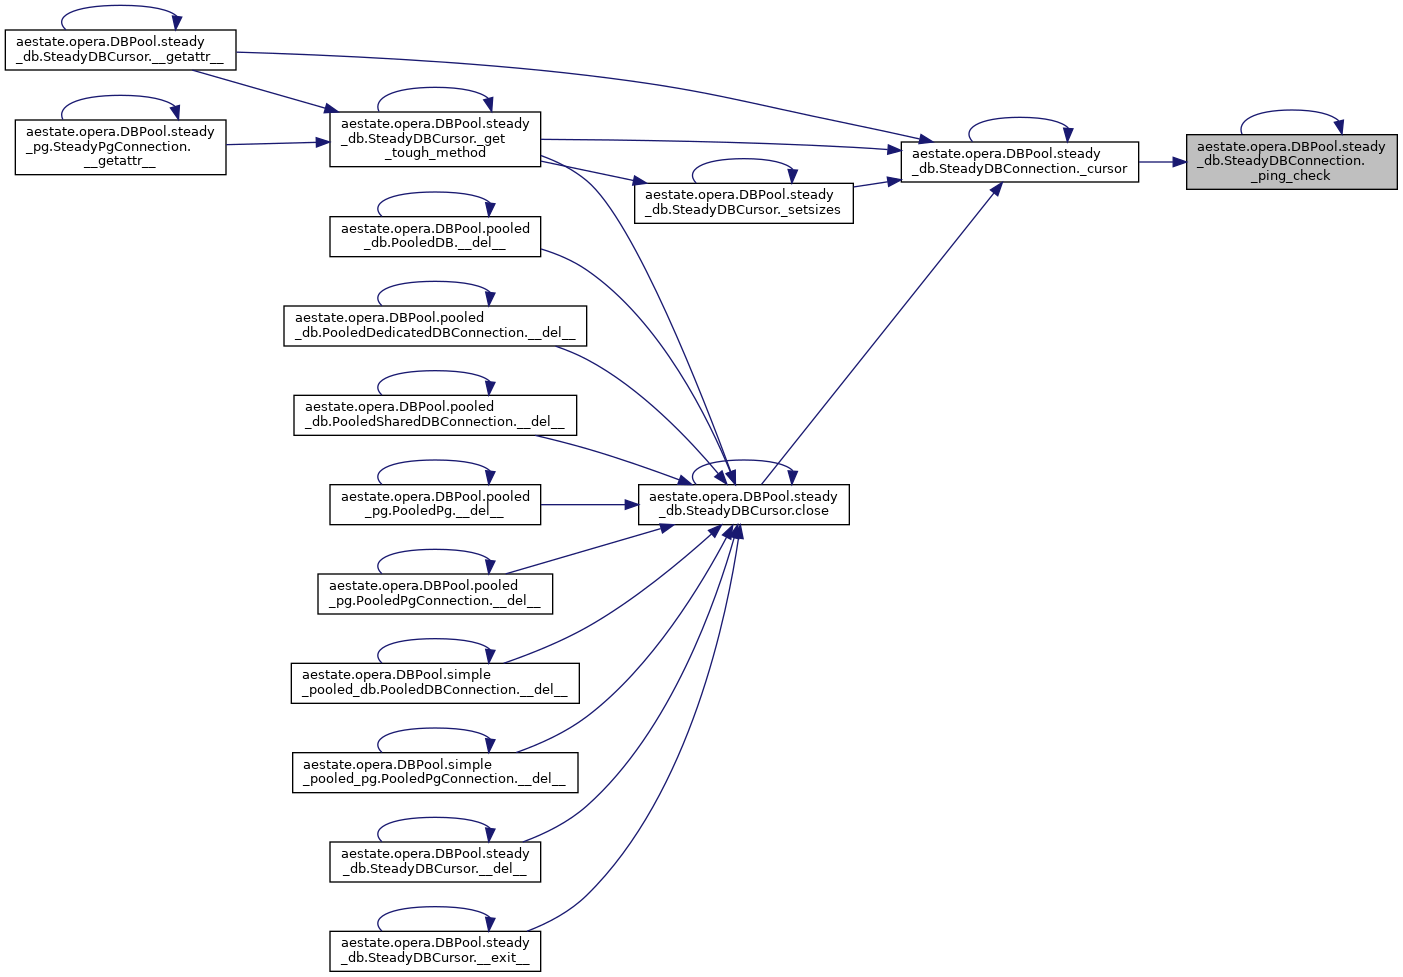 aestate.opera.DBPool.steady
_db.SteadyDBCursor.__getattr__
aestate.opera.DBPool.steady
_pg.SteadyPgConnection.
__getattr__
aestate.opera.DBPool.steady
_db.SteadyDBCursor._get
_tough_method
aestate.opera.DBPool.steady
_db.SteadyDBCursor._setsizes
aestate.opera.DBPool.steady
_db.SteadyDBConnection._cursor
aestate.opera.DBPool.steady
_db.SteadyDBConnection.
_ping_check
aestate.opera.DBPool.pooled
_db.PooledDB.__del__
aestate.opera.DBPool.pooled
_db.PooledDedicatedDBConnection.__del__
aestate.opera.DBPool.pooled
_db.PooledSharedDBConnection.__del__
aestate.opera.DBPool.pooled
_pg.PooledPg.__del__
aestate.opera.DBPool.steady
_db.SteadyDBCursor.close
aestate.opera.DBPool.pooled
_pg.PooledPgConnection.__del__
aestate.opera.DBPool.simple
_pooled_db.PooledDBConnection.__del__
aestate.opera.DBPool.simple
_pooled_pg.PooledPgConnection.__del__
aestate.opera.DBPool.steady
_db.SteadyDBCursor.__del__
aestate.opera.DBPool.steady
_db.SteadyDBCursor.__exit__